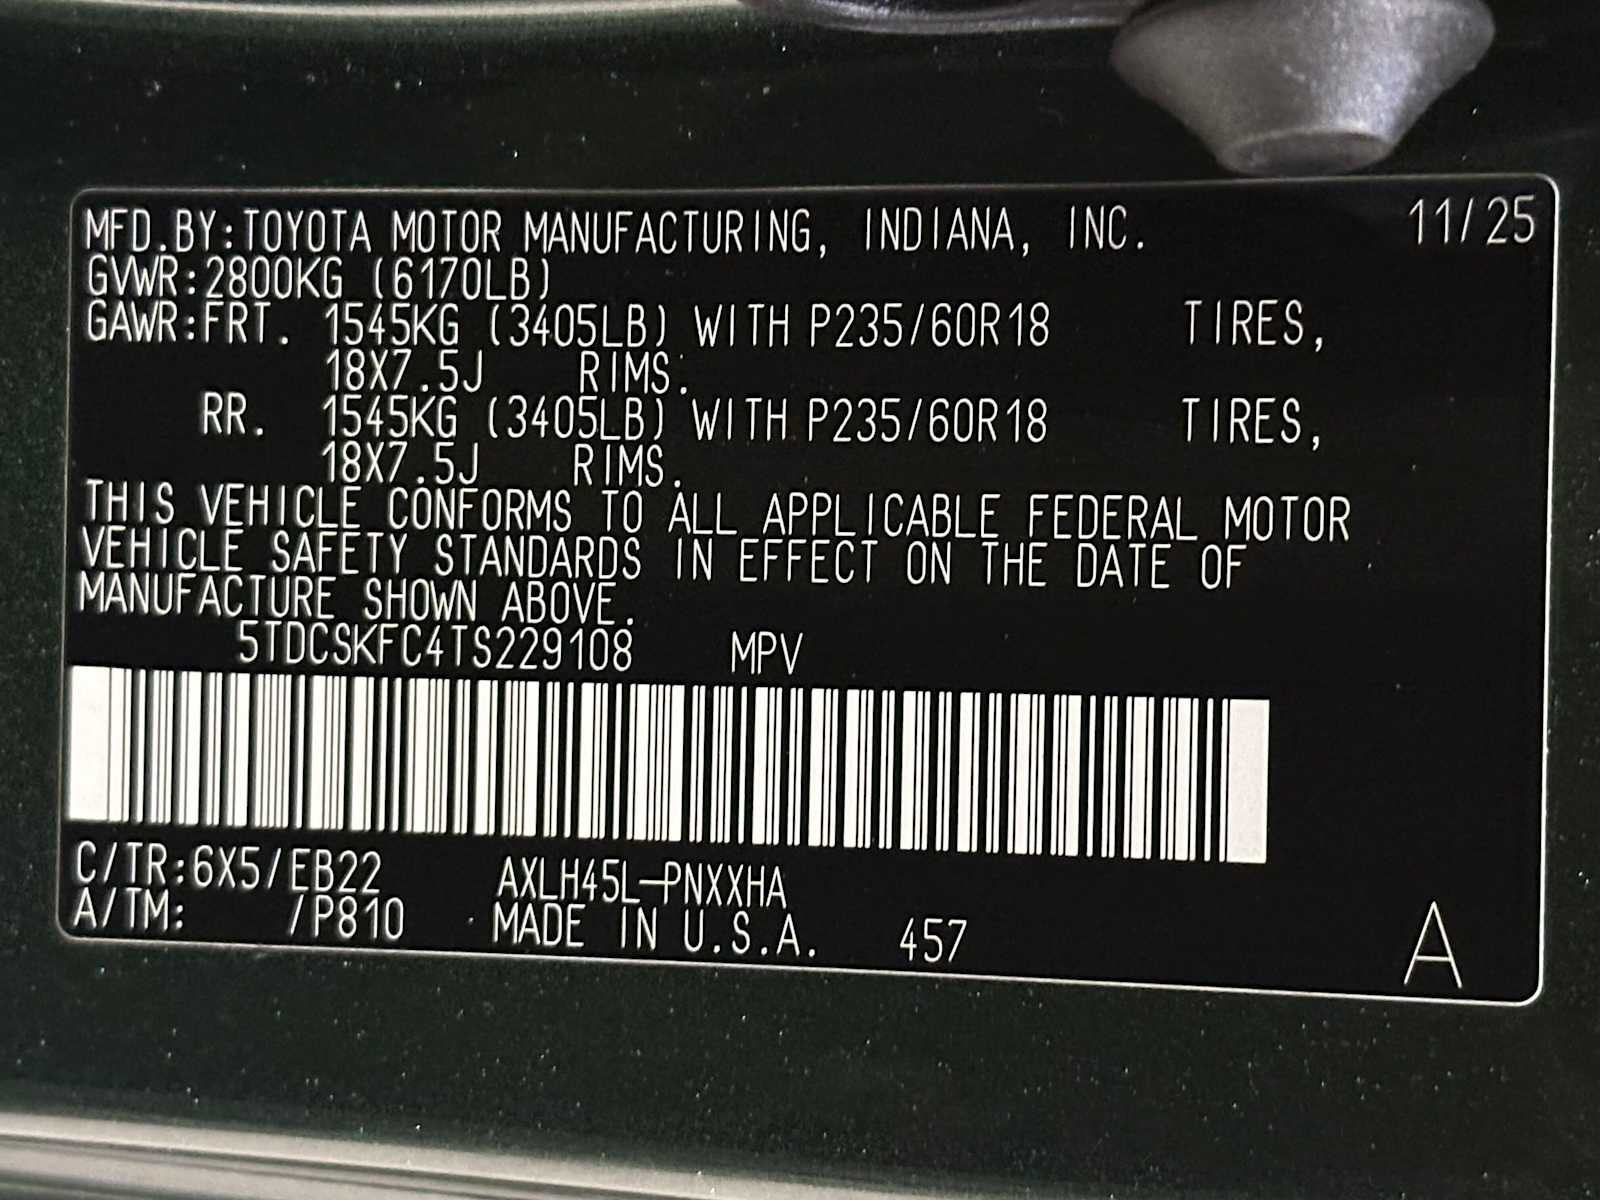 MFD.BY:TOYOTA MOTOR MANUFACTURING, INDIANA, INC. 11/25
GVWR:2800KG (6170LB)
GAWR:FRT. 1545KG (3405LB) WITH P235/60R18 TIRES,
18X7.5J RIMS.
RR. 1545KG (3405LB) WITH P235/60R18 TIRES,
18X7.5J RIMS.
THIS VEHICLE CONFORMS TO ALL APPLICABLE FEDERAL MOTOR
VEHICLE SAFETY STANDARDS IN EFFECT ON THE DATE OF
MANUFACTURE SHOWN ABOVE.
5TDCSKFC4TS229108 MPV
C/TR:6X5/EB22 AXLH45L-PNXXHA
A/TM: /P810 MADE IN U.S.A. 457 A